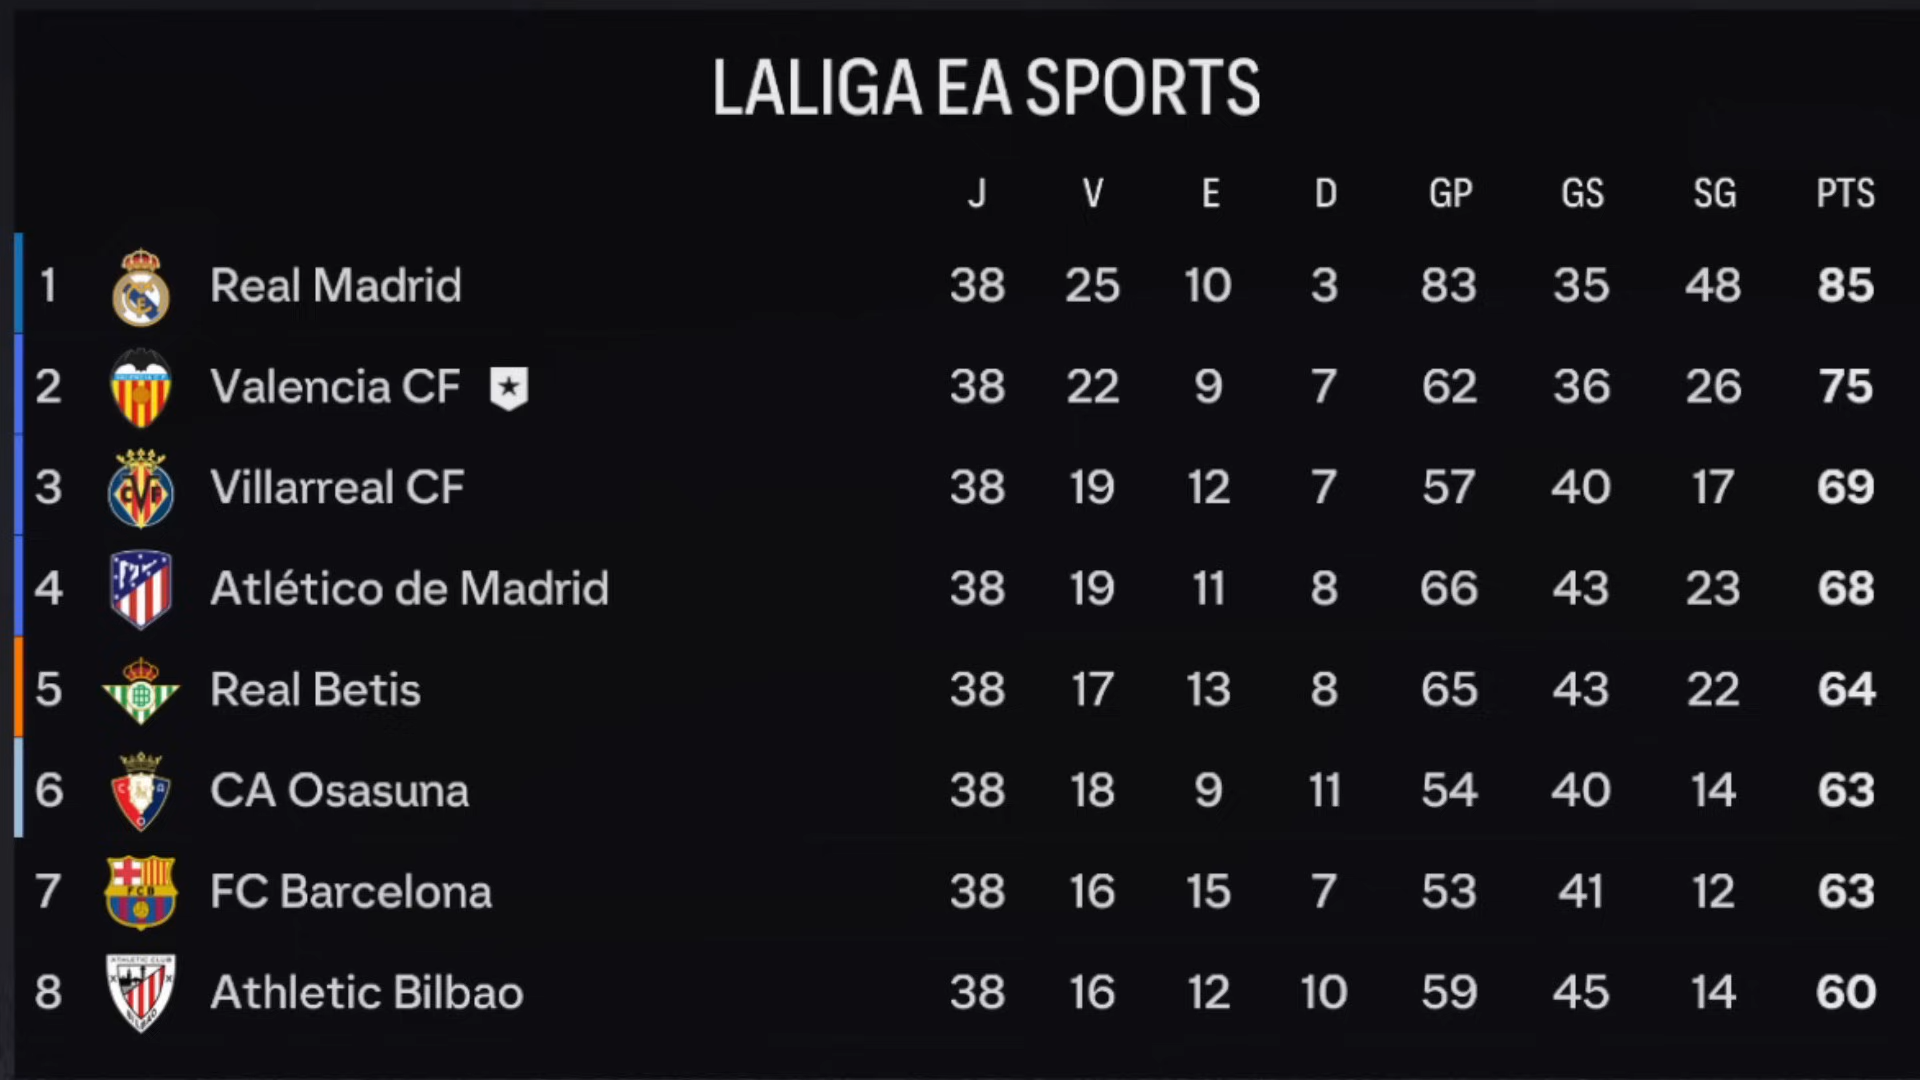 LALIGA EA SPORTS
J V E D GP GS SG PTS
1 Real Madrid 38 25 10 3 83 35 48 85
2 Valencia CF 38 22 9 7 62 36 26 75
3 Villarreal CF 38 19 12 7 57 40 17 69
4 Atlético de Madrid 38 19 11 8 66 43 23 68
5 Real Betis 38 17 13 8 65 43 22 64
6 CA Osasuna 38 18 9 11 54 40 14 63
7 FC Barcelona 38 16 15 7 53 41 12 63
8 Athletic Bilbao 38 16 12 10 59 45 14 60